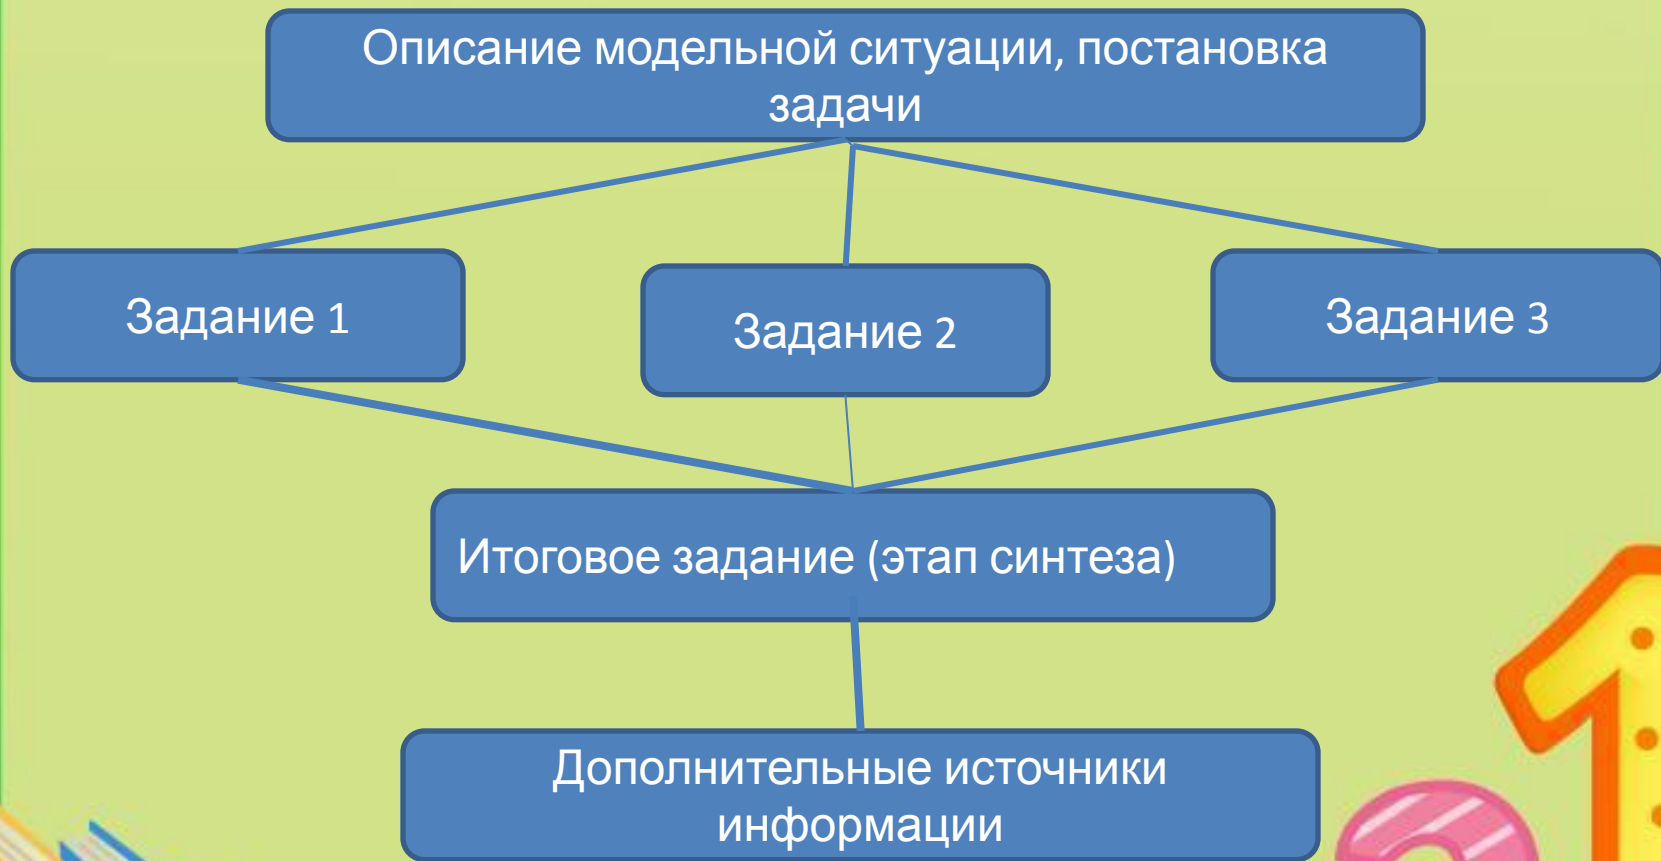 Описание модельной ситуации, постановка
задачи
Задание 1
Задание 2
Задание 3
Итоговое задание (этап синтеза)
Дополнительные источники
информации